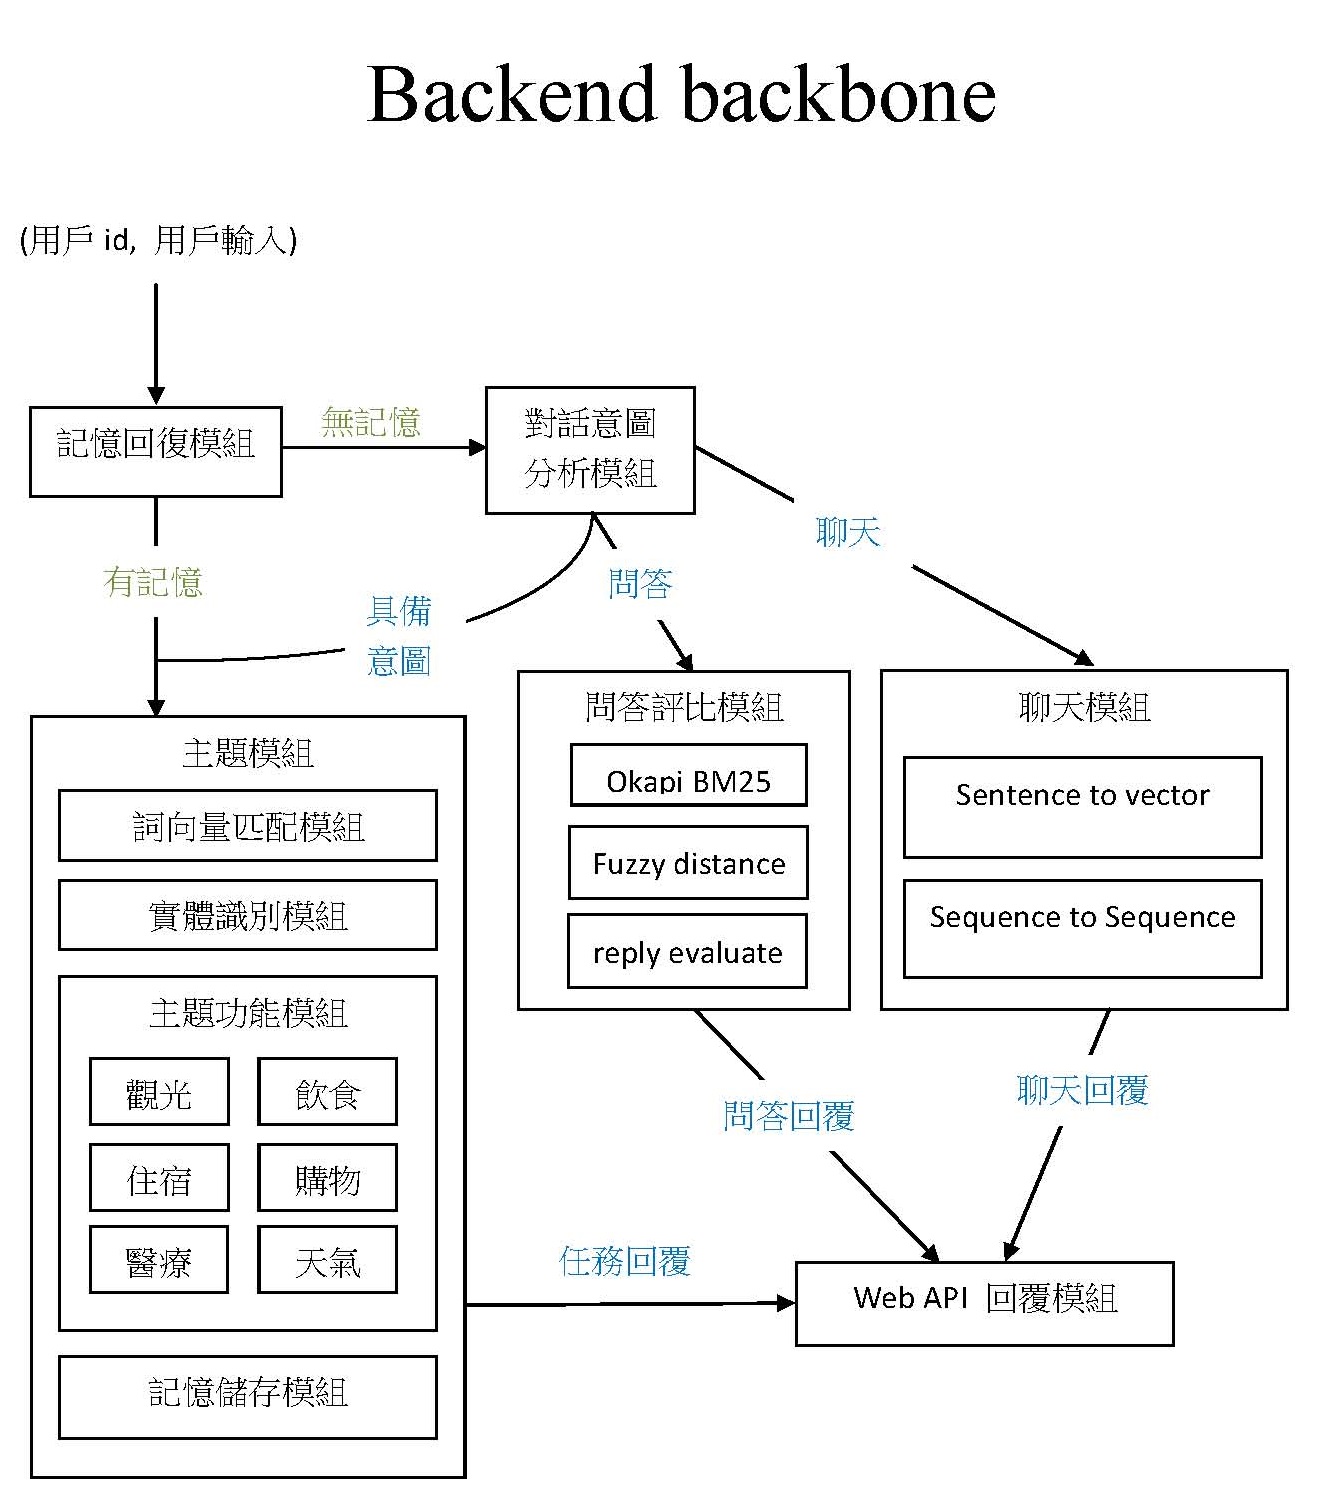 Backend backbone
(用戶 id, 用戶輸入)
記憶回復模組
無記憶
對話意圖
分析模組
聊天
有記憶
具備
意圖
問答
主題模組
詞向量匹配模組
實體識別模組
主題功能模組
觀光
飲食
住宿
購物
醫療
天氣
記憶儲存模組
問答評比模組
Okapi BM25
Fuzzy distance
reply evaluate
聊天模組
Sentence to vector
Sequence to Sequence
問答回覆
聊天回覆
任務回覆
Web API 回覆模組